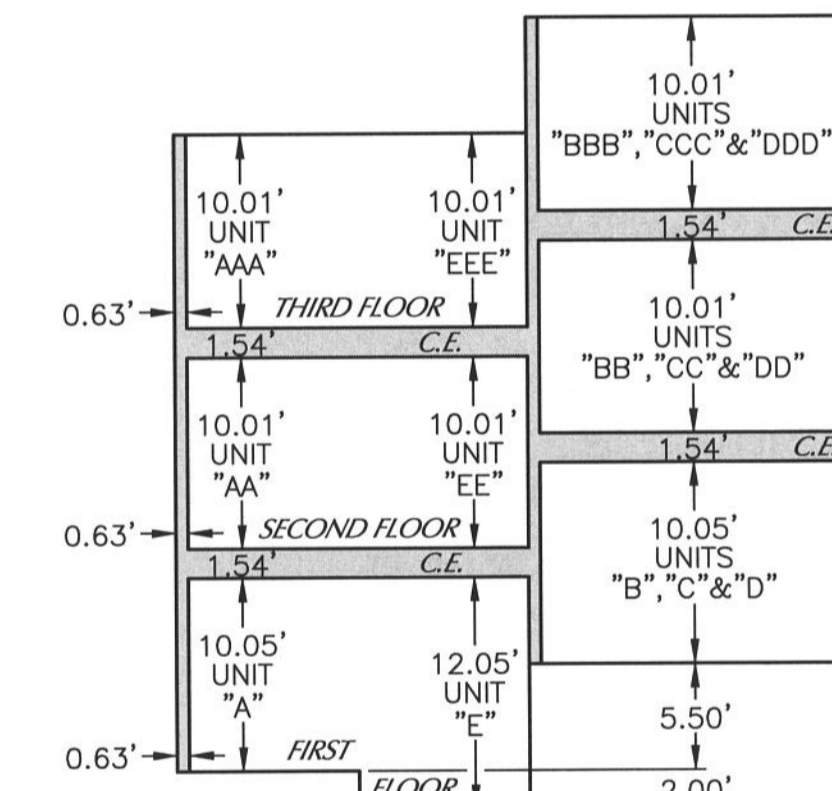 10.01'
UNITS
"BBB","CCC"&"DDD"
1.54' C.E.
10.01'
UNIT
"AAA"
10.01'
UNIT
"EEE"
0.63' THIRD FLOOR
1.54' C.E.
10.01'
UNITS
"BB","CC"&"DD"
1.54' C.E.
10.01'
UNIT
"AA"
10.01'
UNIT
"EE"
0.63' SECOND FLOOR
1.54' C.E.
10.05'
UNITS
"B","C"&"D"
10.05'
UNIT
"A"
12.05'
UNIT
"E"
5.50'
0.63' FIRST
FLOOR
2.00'